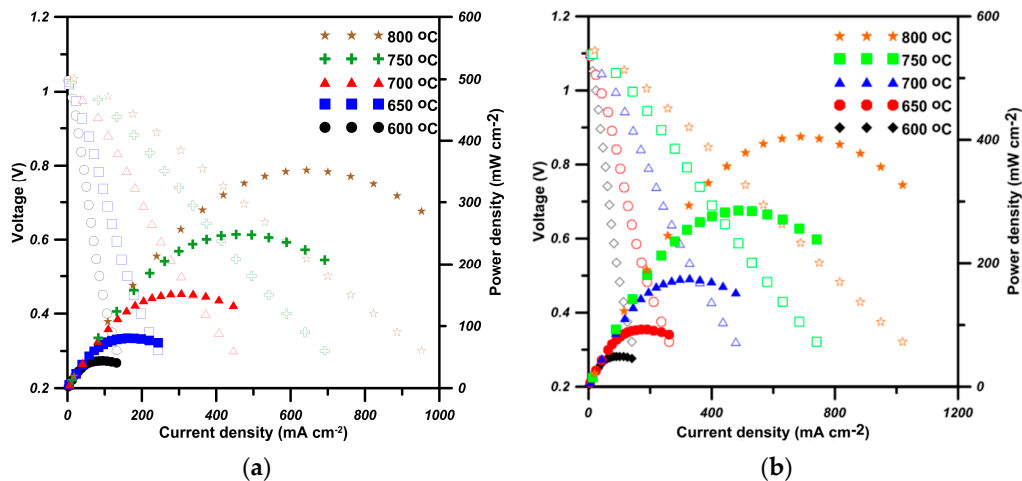 1.2
1
0.8
0.6
0.4
0.2
Voltage (V)
800 oC
750 oC
700 oC
650 oC
600 oC
600
500
400
300
200
100
0
Power density (mW cm-2)
0 200 400 600 800 1000
Current density (mA cm-2)
(a)
1.2
1
0.8
0.6
0.4
0.2
Voltage (V)
800 oC
750 oC
700 oC
650 oC
600 oC
600
500
400
300
200
100
0
Power density (mW cm-2)
0 400 800 1200
Current density (mA cm-2)
(b)